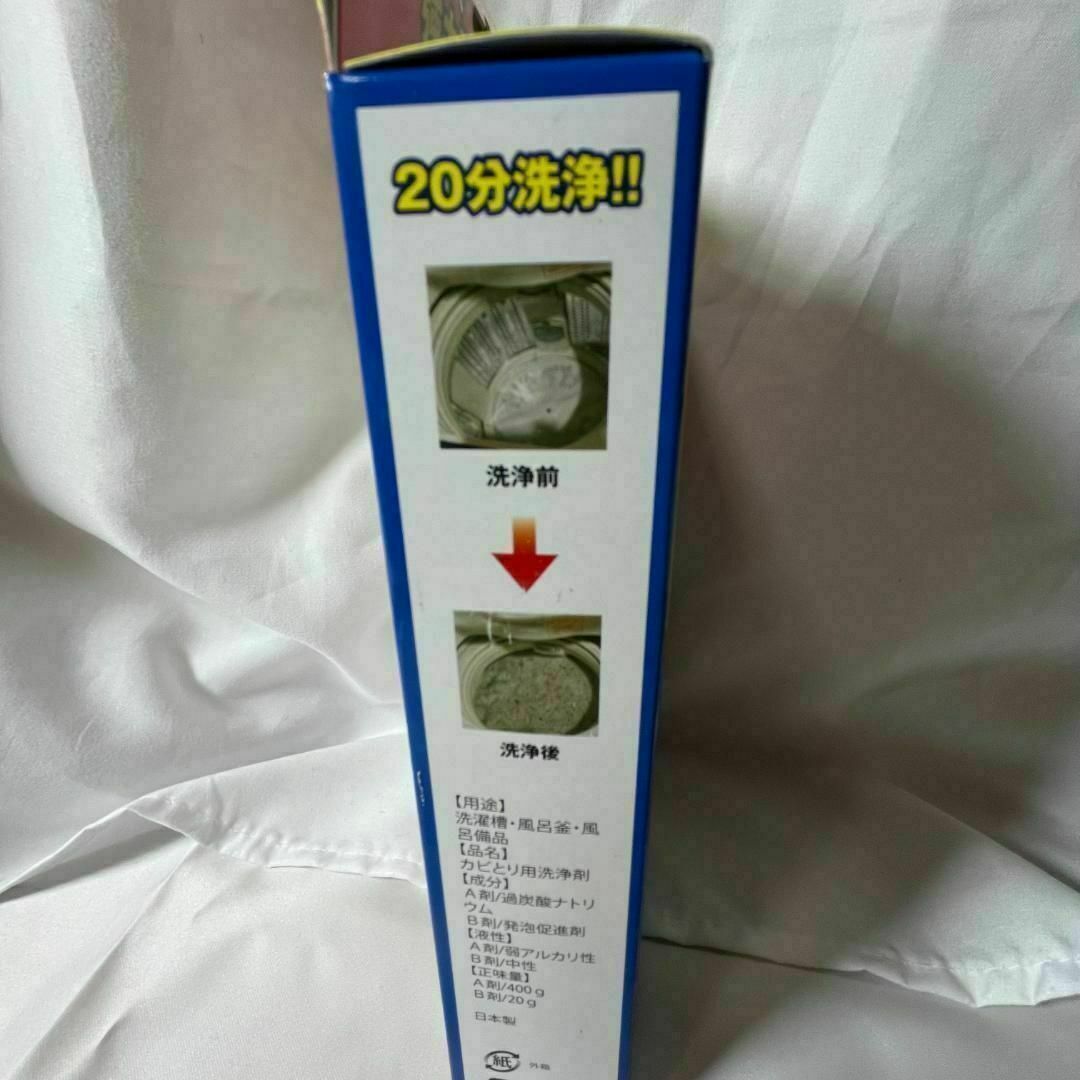 20分洗浄!!
洗浄前
洗浄後
【用途】
洗濯槽・風呂釜・風
呂備品
【品名】
カビとり用洗浄剤
【成分】
A剤/過炭酸ナトリ
ウム
B剤/発泡促進剤
【液性】
A剤/弱アルカリ性
B剤/中性
【正味量】
A剤/400g
B剤/20g
日本製
紙 外箱